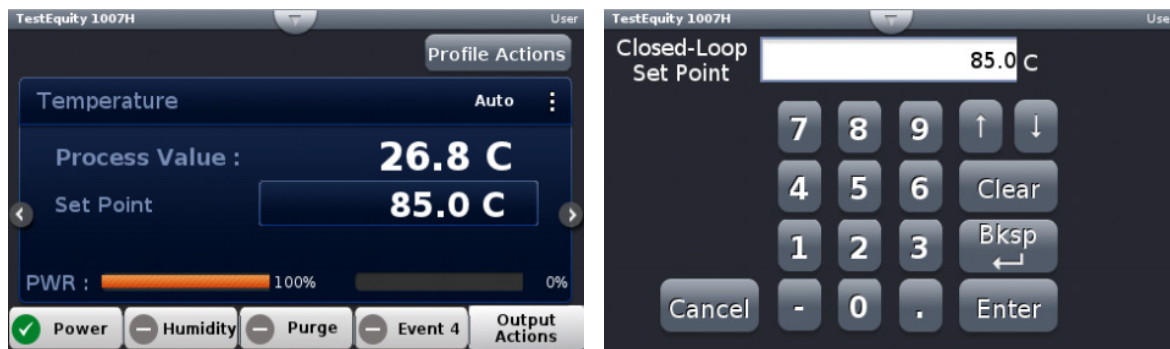 TestEquity 1007H User
Profile Actions
Temperature Auto
Process Value : 26.8 C
Set Point 85.0 C
PWR : 100% 0%
Power Humidity Purge Event 4 Output
Actions
TestEquity 1007H Use
Closed-Loop
Set Point 85.0 C
7 8 9 ↑ ↓
4 5 6 Clear
1 2 3 Bksp
- 0 . Enter
Cancel